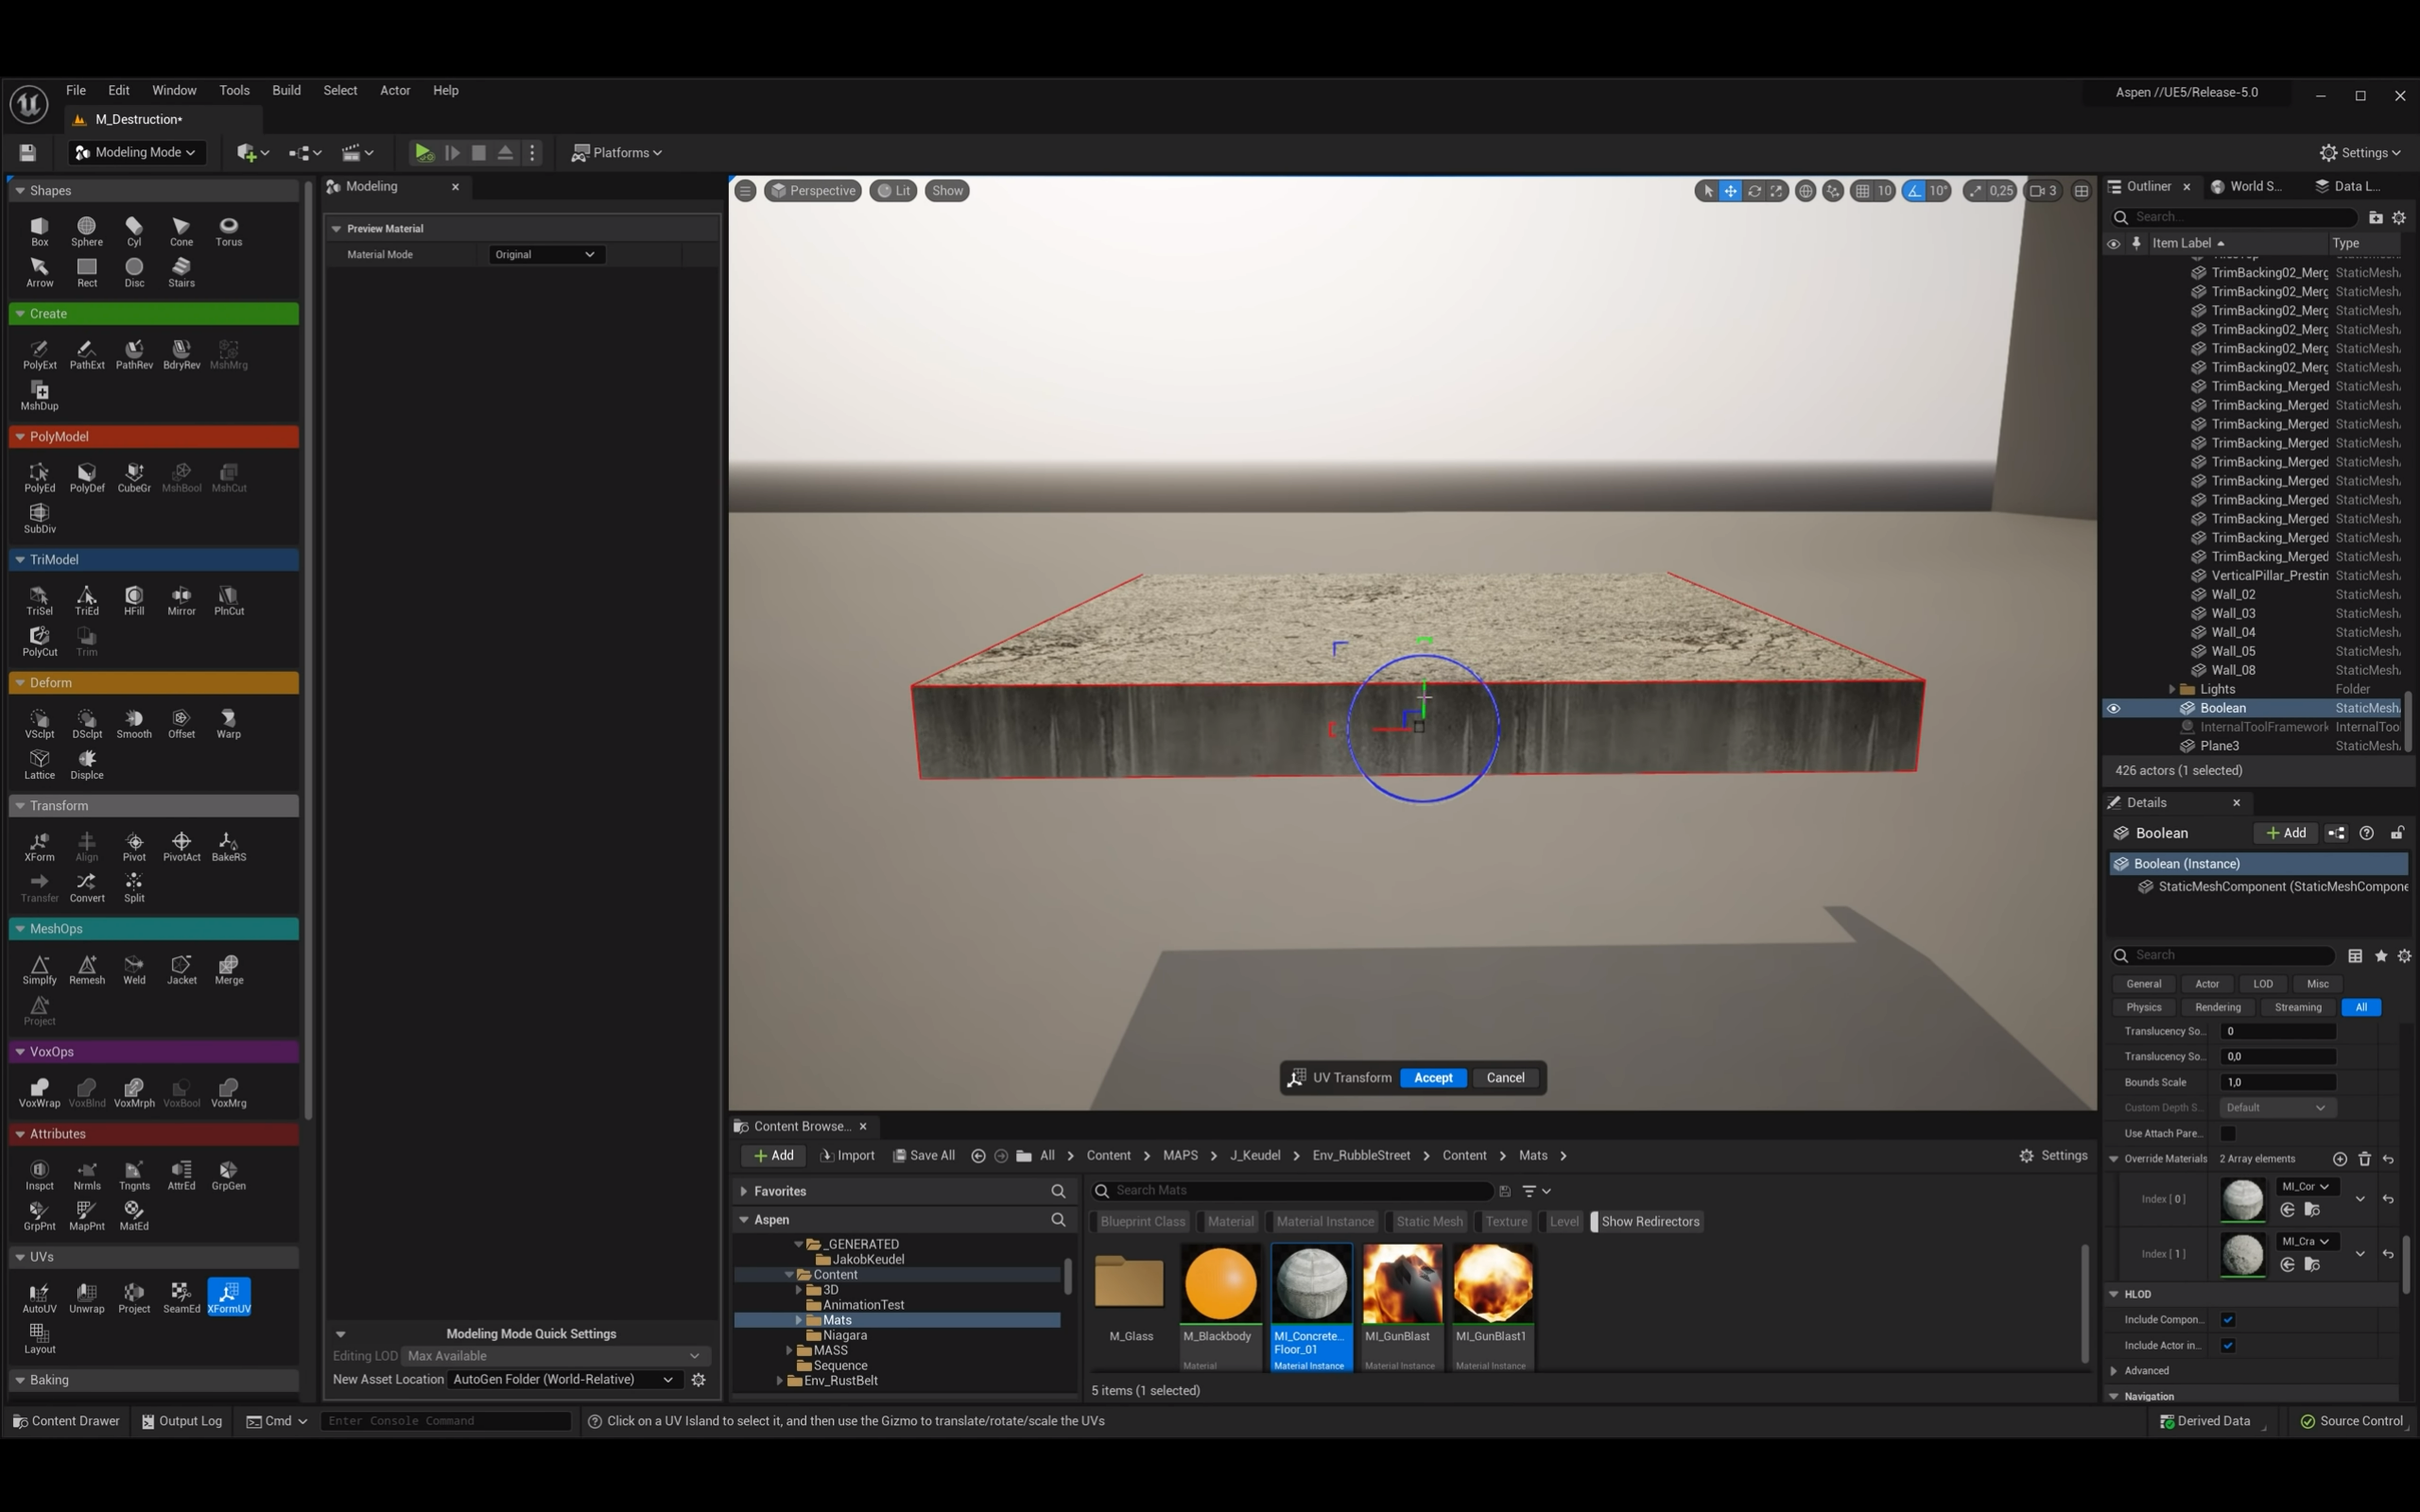 File Edit Window Tools Build Select Actor Help
Aspen //UE5/Release-5.0
M_Destruction*
Modeling Mode
Platforms
Settings
Shapes
Box Sphere Cyl Cone Torus
Arrow Rect Disc Stairs
Create
PolyExt PathExt PathRev BdryRev MshMrg
MshDup
PolyModel
PolyEd PolyDef CubeGr MshBool MshCut
SubDiv
TriModel
TriSel TriEd HFill Mirror PlnCut
PolyCut Trim
Deform
VSclpt DSclpt Smooth Offset Warp
Lattice Displce
Transform
XForm Align Pivot PivotAct BakeRS
Transfer Convert Split
MeshOps
Simplfy Remesh Weld Jacket Merge
Project
VoxOps
VoxWrap VoxBlnd VoxMrph VoxBool VoxMrg
Attributes
Inspct Nrmls Tngnts AttrEd GrpGen
GrpPnt MapPnt MatEd
UVs
AutoUV Unwrap Project SeamEd XFormUV
Layout
Baking
Modeling
Preview Material
Material Mode Original
Modeling Mode Quick Settings
Editing LOD Max Available
New Asset Location AutoGen Folder (World-Relative)
Perspective Lit Show
10 10° 0,25 3
UV Transform Accept Cancel
Content Browse...
Add Import Save All All Content MAPS J_Keudel Env_RubbleStreet Content Mats
Settings
Favorites
Aspen
_GENERATED
JakobKeudel
Content
3D
AnimationTest
Mats
Niagara
MASS
Sequence
Env_RustBelt
Search Mats
Blueprint Class Material Material Instance Static Mesh Texture Level Show Redirectors
M_Glass
M_Blackbody
Material
MI_Concrete...
Floor_01
Material Instance
MI_GunBlast
Material Instance
MI_GunBlast1
Material Instance
5 items (1 selected)
Outliner World S... Data L...
Search...
Item Label Type
TrimBacking02_Merg StaticMesh
TrimBacking02_Merg StaticMesh
TrimBacking02_Merg StaticMesh
TrimBacking02_Merg StaticMesh
TrimBacking02_Merg StaticMesh
TrimBacking02_Merg StaticMesh
TrimBacking_Merged StaticMesh
TrimBacking_Merged StaticMesh
TrimBacking_Merged StaticMesh
TrimBacking_Merged StaticMesh
TrimBacking_Merged StaticMesh
TrimBacking_Merged StaticMesh
TrimBacking_Merged StaticMesh
TrimBacking_Merged StaticMesh
TrimBacking_Merged StaticMesh
TrimBacking_Merged StaticMesh
VerticalPillar_Prestin StaticMesh
Wall_02 StaticMesh
Wall_03 StaticMesh
Wall_04 StaticMesh
Wall_05 StaticMesh
Wall_08 StaticMesh
Lights Folder
Boolean StaticMesh
InternalToolFramework InternalToo
Plane3 StaticMesh
426 actors (1 selected)
Details
Boolean Add
Boolean (Instance)
StaticMeshComponent (StaticMeshCompone
Search
General Actor LOD Misc
Physics Rendering Streaming All
Translucency So... 0
Translucency So... 0,0
Bounds Scale 1,0
Custom Depth S... Default
Use Attach Pare...
Override Materials 2 Array elements
Index [ 0 ] MI_Cor
Index [ 1 ] MI_Cra
HLOD
Include Compon...
Include Actor in...
Advanced
Navigation
Content Drawer Output Log Cmd Enter Console Command
Click on a UV Island to select it, and then use the Gizmo to translate/rotate/scale the UVs
Derived Data Source Control